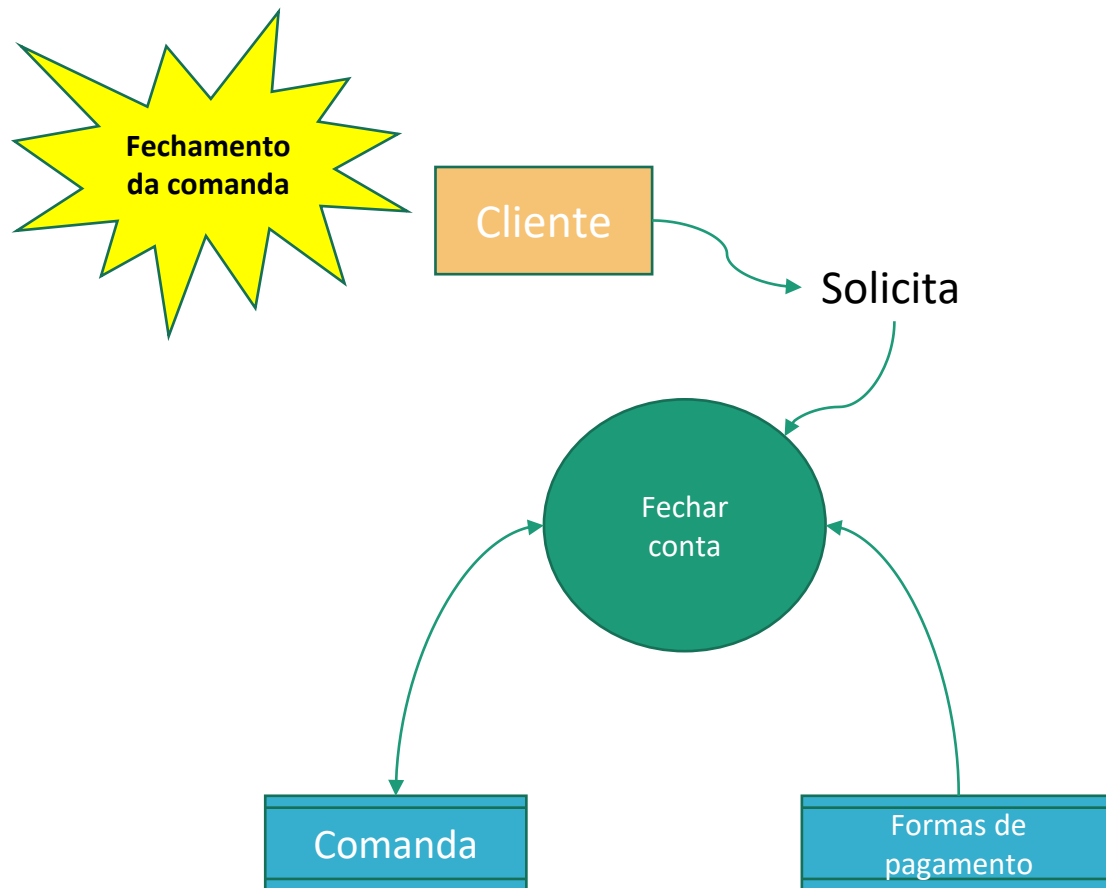 Fechamento
da comanda
Cliente
Solicita
Fechar
conta
Comanda
Formas de
pagamento